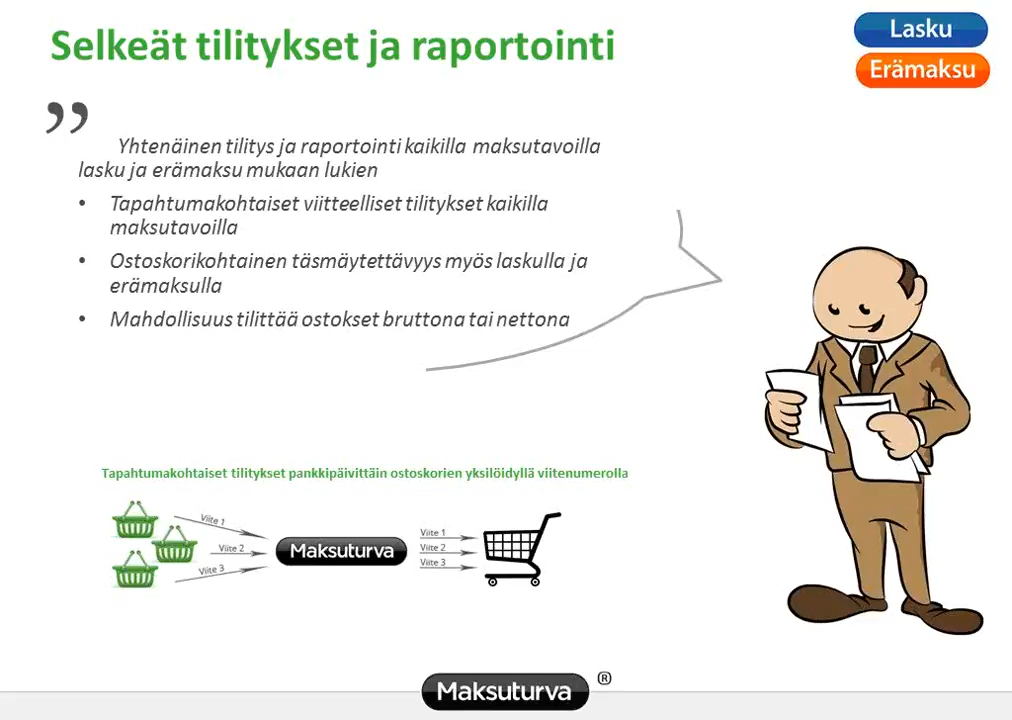 Selkeät tilitykset ja raportointi
Lasku
Erämaksu
”
Yhtenäinen tilitys ja raportointi kaikilla maksutavoilla
lasku ja erämaksu mukaan lukien
• Tapahtumakohtaiset viitteelliset tilitykset kaikilla
maksutavoilla
• Ostoskorikohtainen täsmäytettävyys myös laskulla ja
erämaksulla
• Mahdollisuus tilittää ostokset bruttona tai nettona
Tapahtumakohtaiset tilitykset pankkipäivittäin ostoskorien yksilöidyllä viitenumerolla
Viite 1
Viite 2
Viite 3
Maksuturva
Viite 1
Viite 2
Viite 3
Maksuturva ®